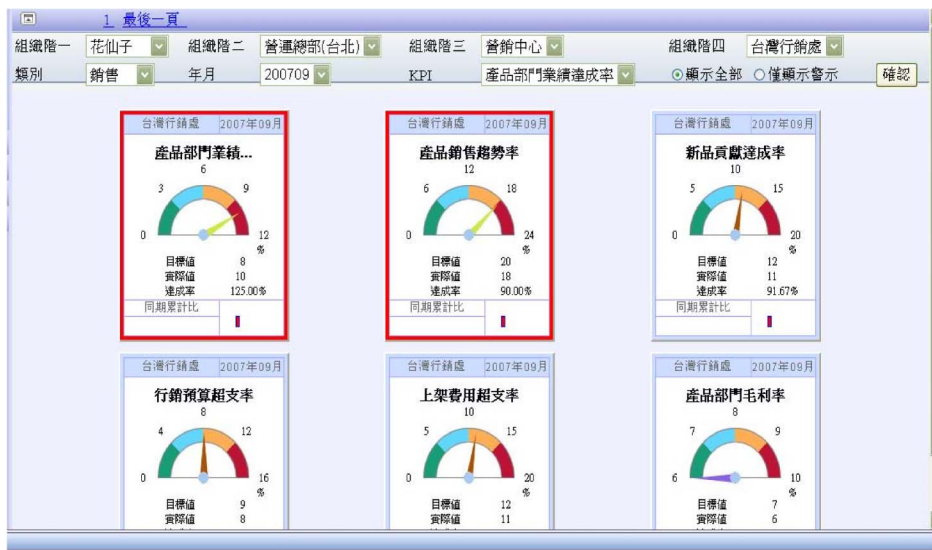 1 最後一頁
組織階一 花仙子 組織階二 營運總部(台北) 組織階三 營銷中心 組織階四 台灣行銷處
類別 銷售 年月 200709 KPI 產品部門業績達成率 顯示全部 僅顯示警示 確認
台灣行銷處 2007年09月
產品部門業績...
6
3 9
0 12
%
目標值 8
實際值 10
達成率 125.00%
同期累計比
台灣行銷處 2007年09月
產品銷售趨勢率
12
6 18
0 24
%
目標值 20
實際值 18
達成率 90.00%
同期累計比
台灣行銷處 2007年09月
新品貢獻達成率
10
5 15
0 20
%
目標值 12
實際值 11
達成率 91.67%
同期累計比
台灣行銷處 2007年09月
行銷預算超支率
8
4 12
0 16
%
目標值 9
實際值 8
台灣行銷處 2007年09月
上架費用超支率
10
5 15
0 20
%
目標值 12
實際值 11
台灣行銷處 2007年09月
產品部門毛利率
8
7 9
6 10
%
目標值 7
實際值 6